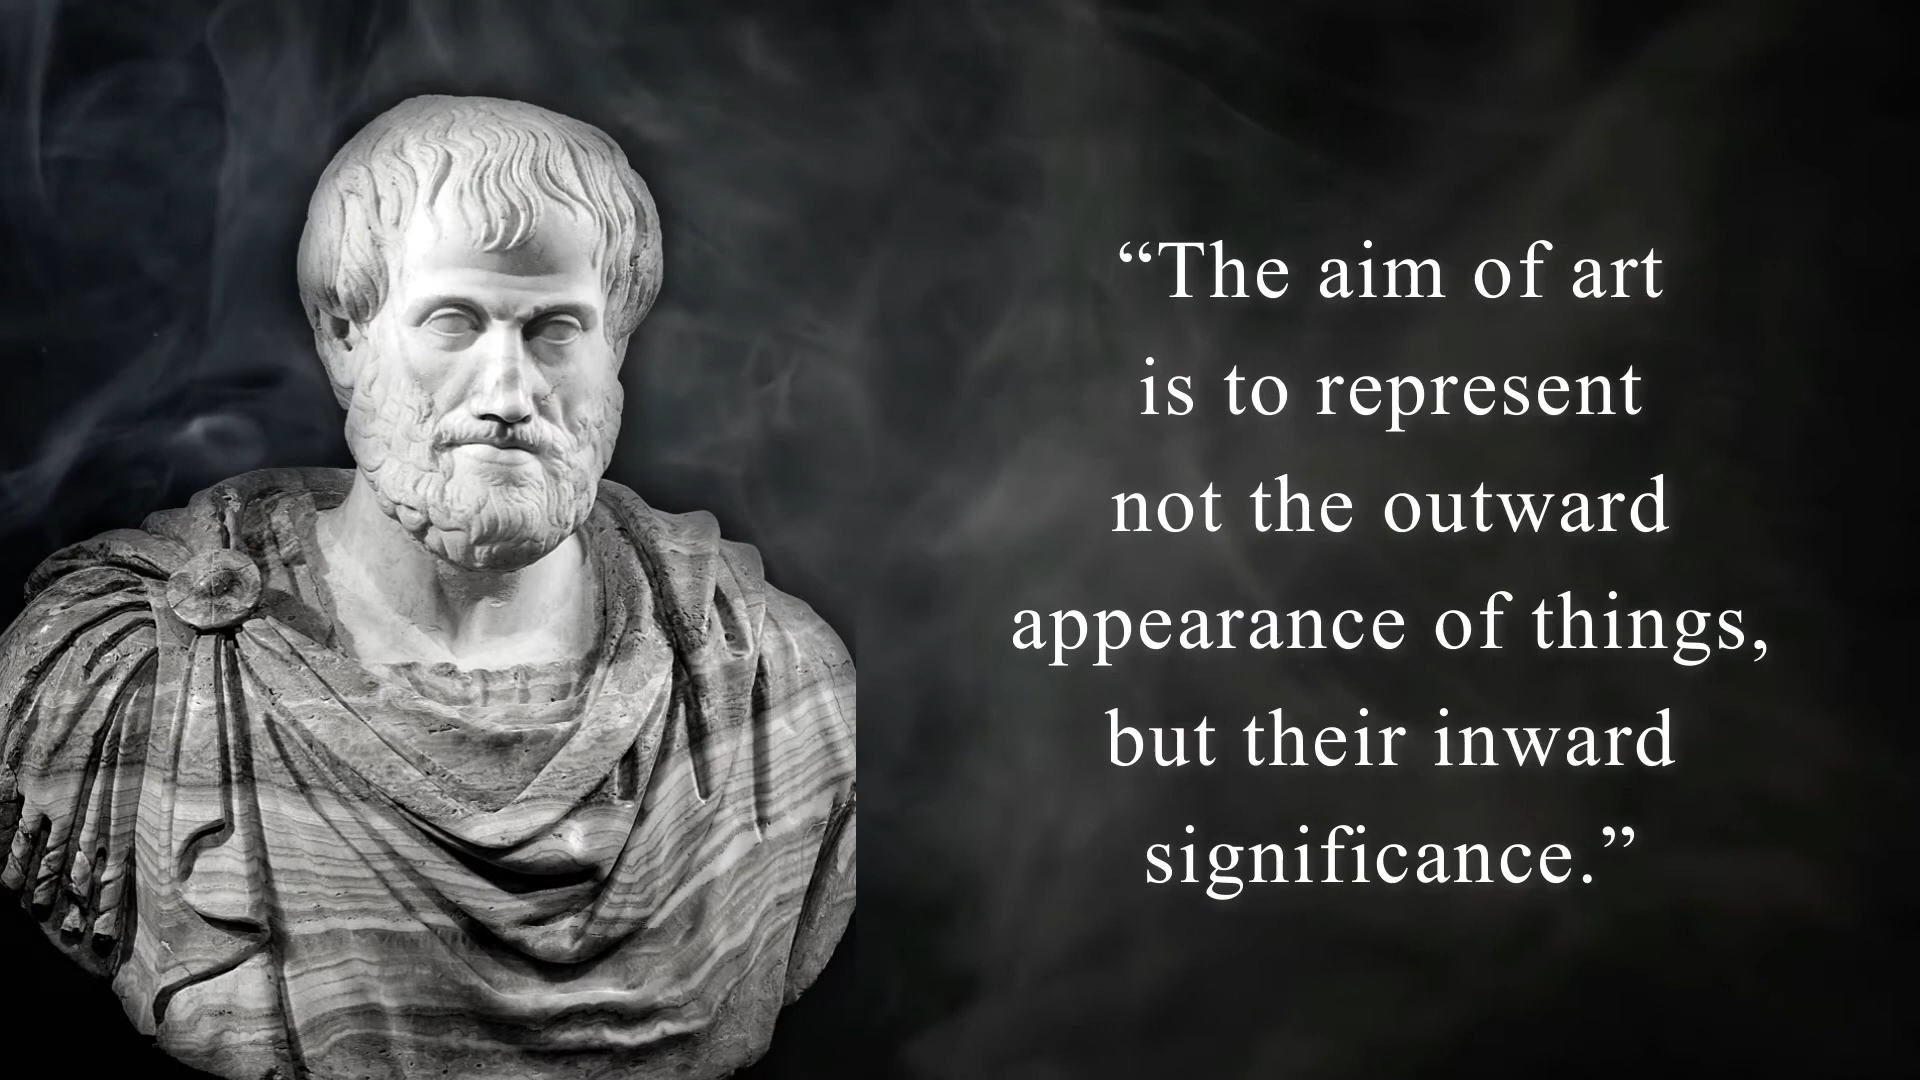 “The aim of art
is to represent
not the outward
appearance of things,
but their inward
significance.”